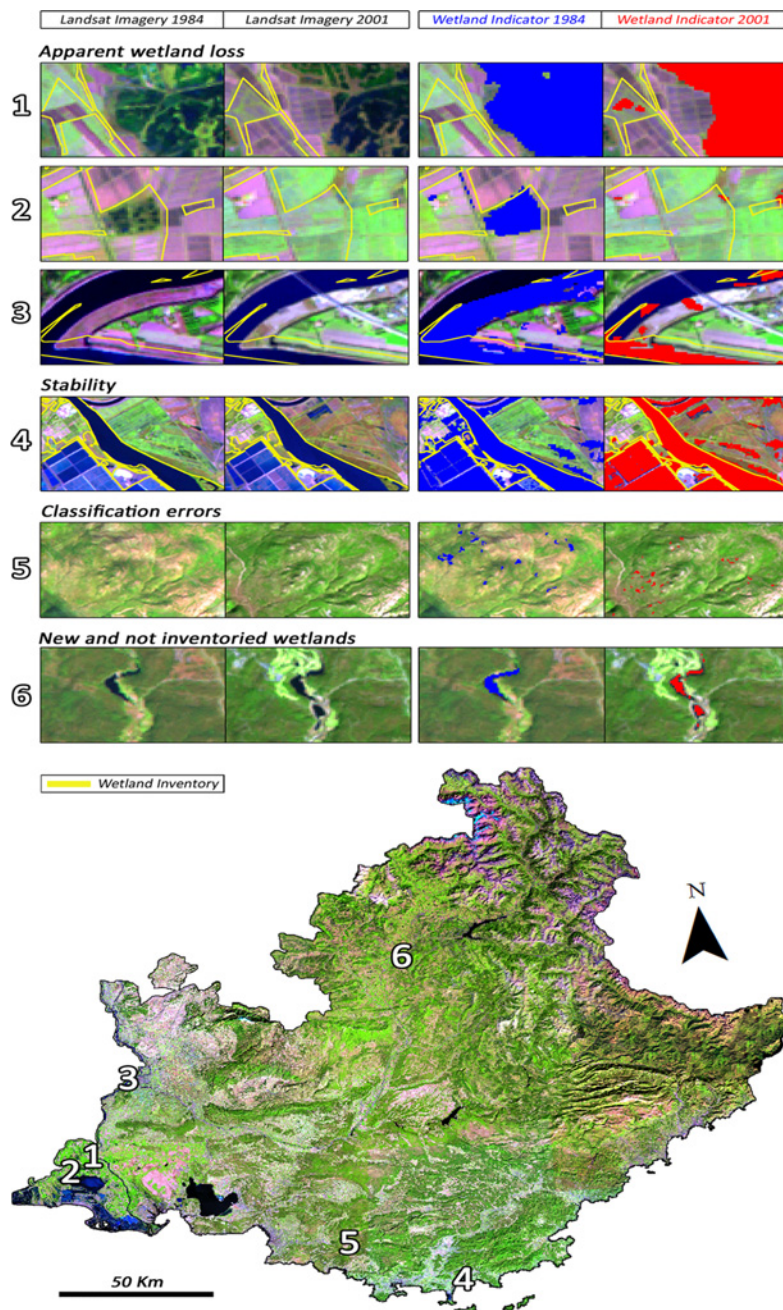 Landsat Imagery 1984 Landsat Imagery 2001 Wetland Indicator 1984 Wetland Indicator 2001
Apparent wetland loss
1
2
3
Stability
4
Classification errors
5
New and not inventoried wetlands
6
Wetland Inventory
N
6
3
1
2
5
4
50 Km